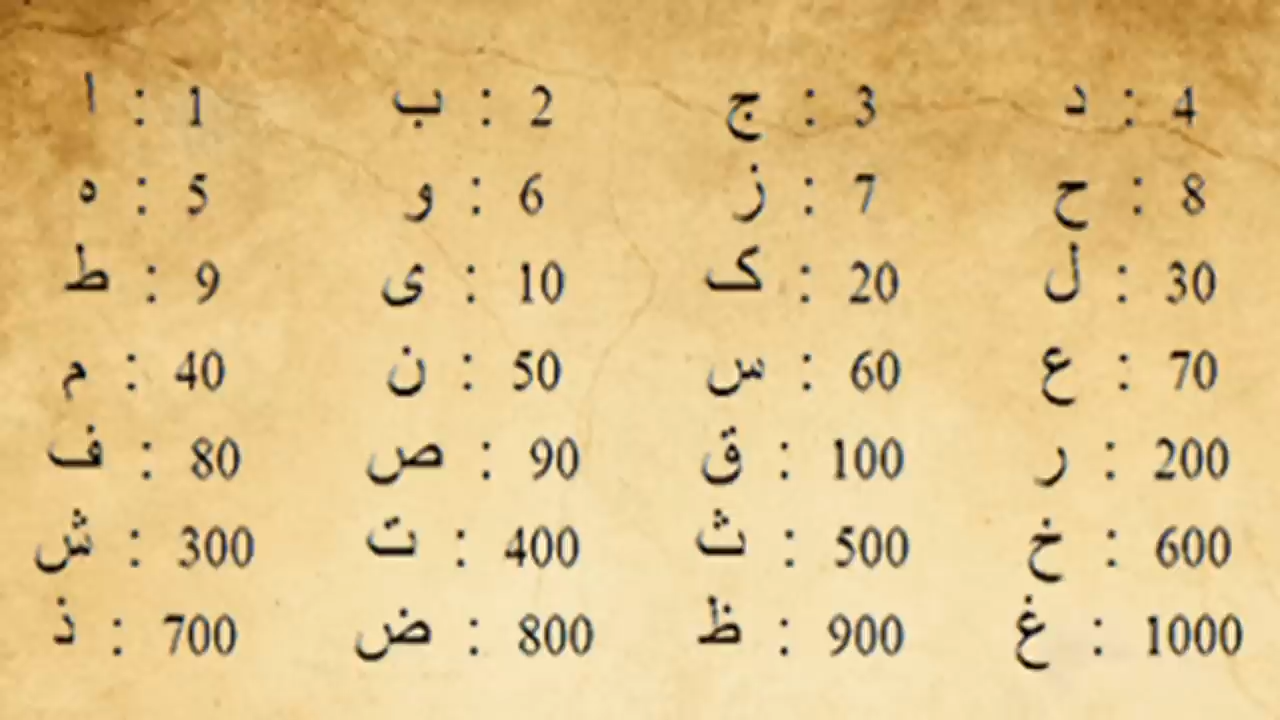 ا : 1 ب : 2 ج : 3 د : 4
ه : 5 و : 6 ز : 7 ح : 8
ط : 9 ی : 10 ک : 20 ل : 30
م : 40 ن : 50 س : 60 ع : 70
ف : 80 ص : 90 ق : 100 ر : 200
ش : 300 ت : 400 ث : 500 خ : 600
ذ : 700 ض : 800 ظ : 900 غ : 1000